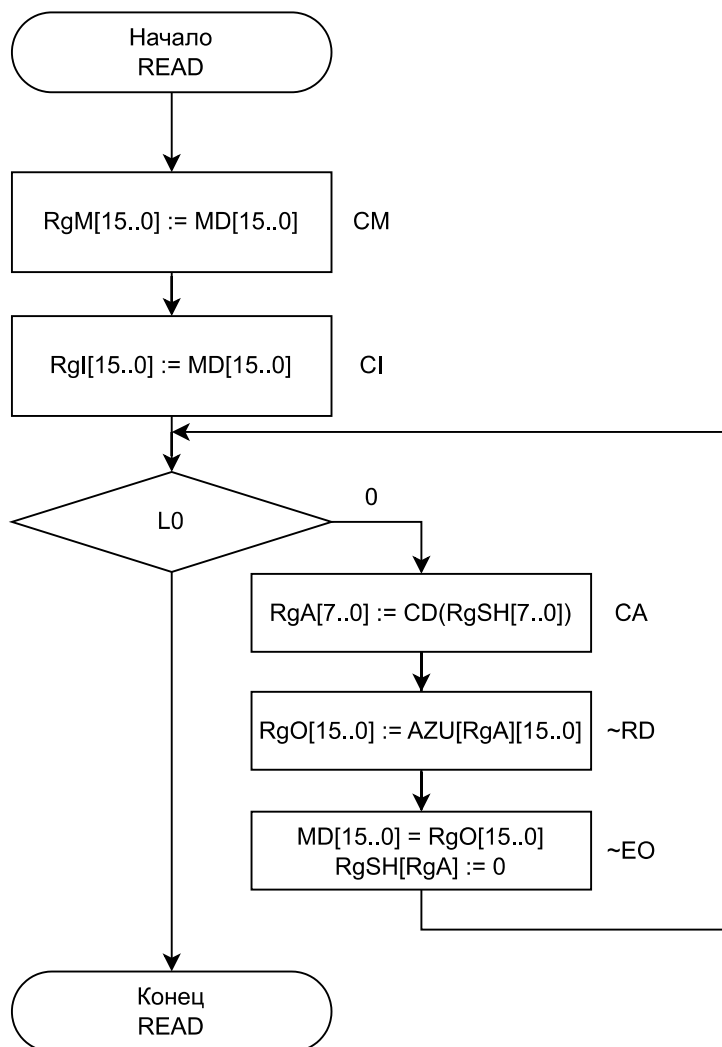 Начало
READ
RgM[15..0] := MD[15..0]
CM
RgI[15..0] := MD[15..0]
CI
L0
0
RgA[7..0] := CD(RgSH[7..0])
CA
RgO[15..0] := AZU[RgA][15..0]
~RD
MD[15..0] = RgO[15..0]
RgSH[RgA] := 0
~EO
Конец
READ